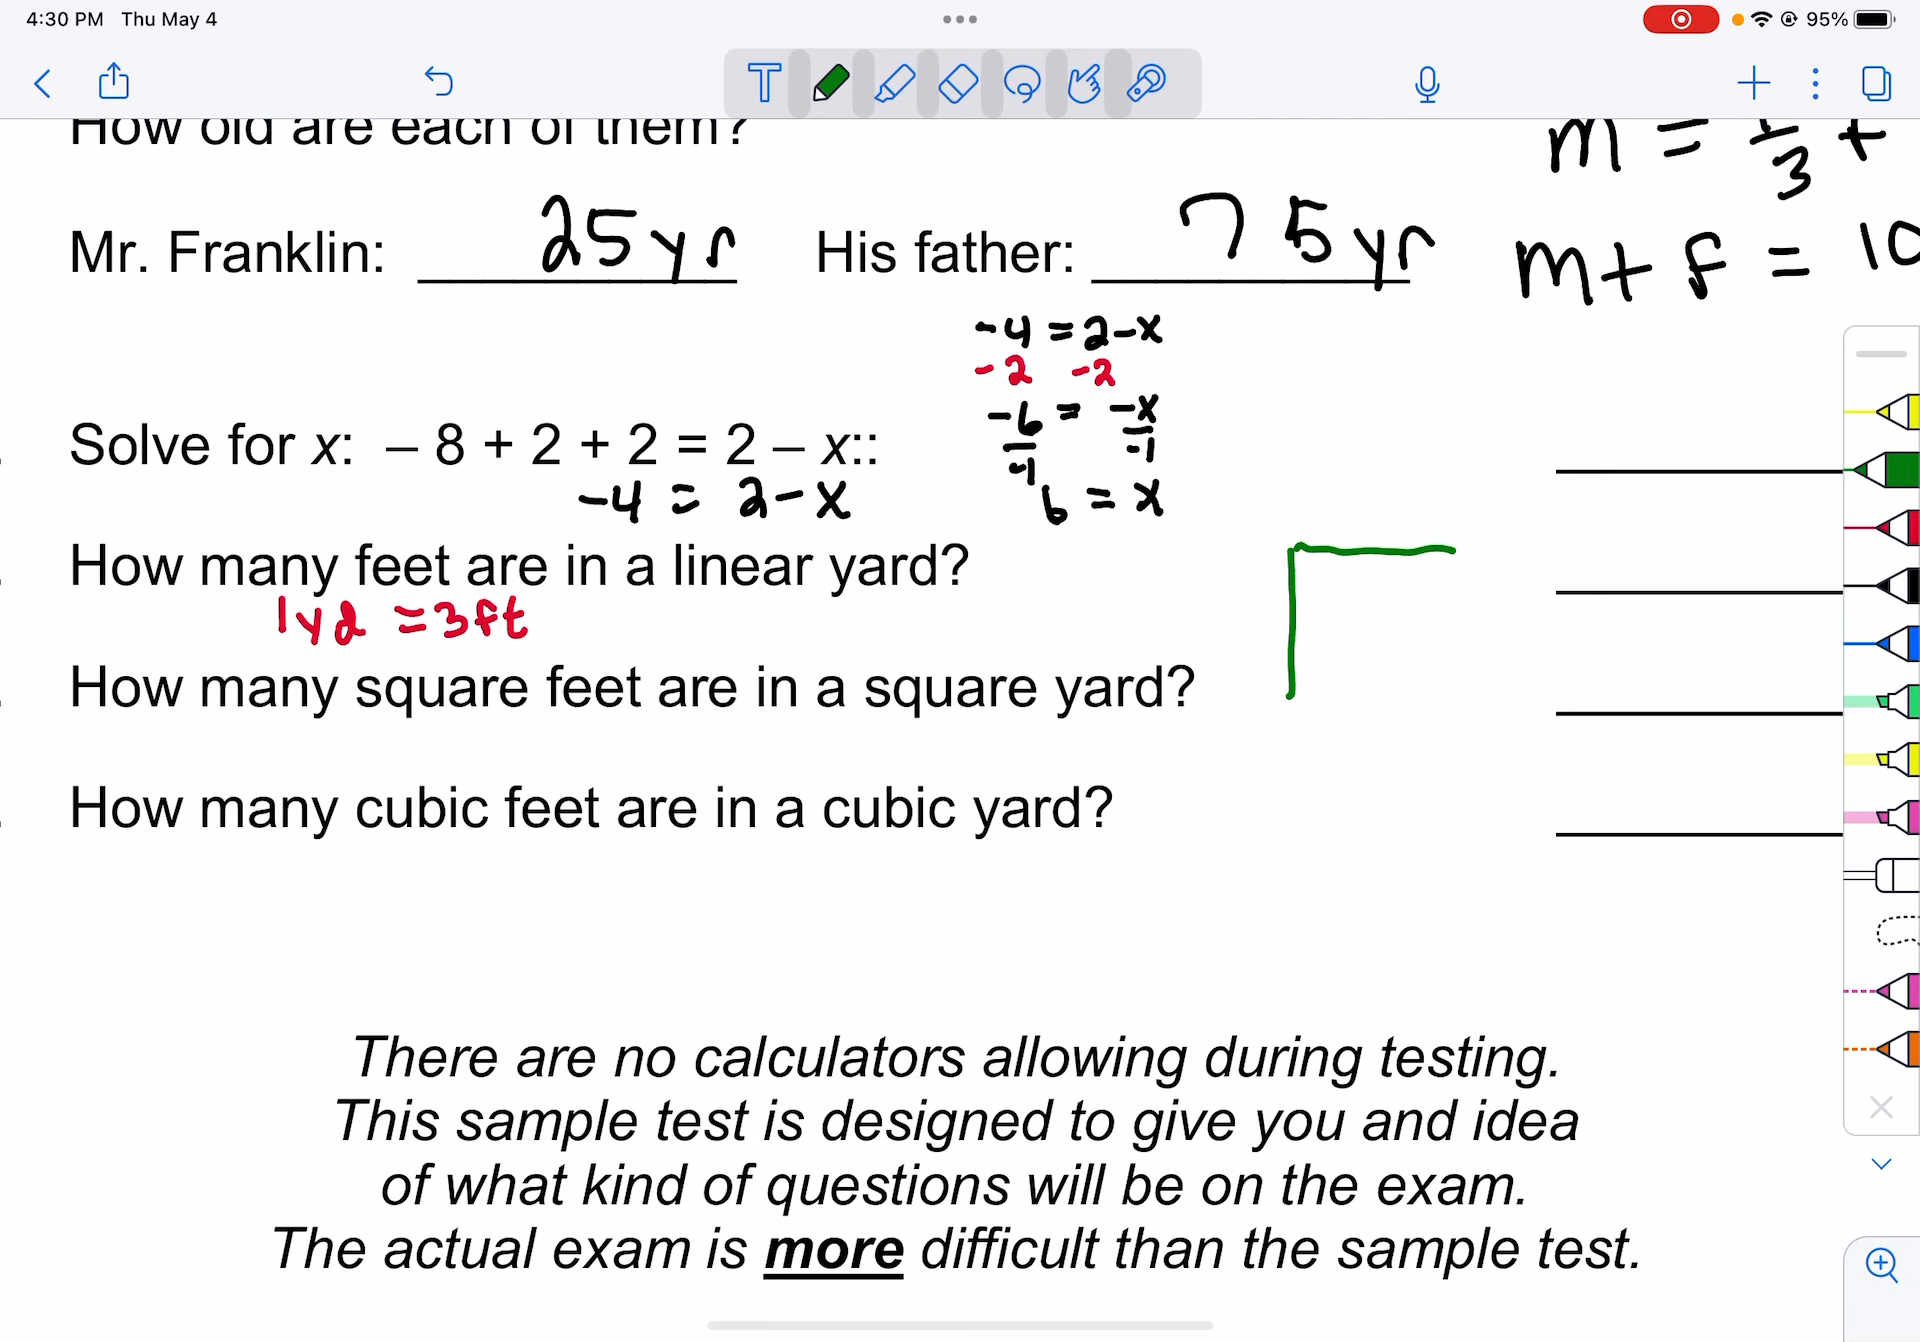 4:30 PM Thu May 4
95%
How old are each of them?
m = 1/3 f
Mr. Franklin: 25yr His father: 75yr
m + f = 10
-4 = 2-x
-2 -2
-6 = -x
-1 -1
6 = x
Solve for x: – 8 + 2 + 2 = 2 – x::
-4 = 2-x
How many feet are in a linear yard?
1yd = 3ft
How many square feet are in a square yard?
How many cubic feet are in a cubic yard?
There are no calculators allowing during testing.
This sample test is designed to give you and idea
of what kind of questions will be on the exam.
The actual exam is more difficult than the sample test.